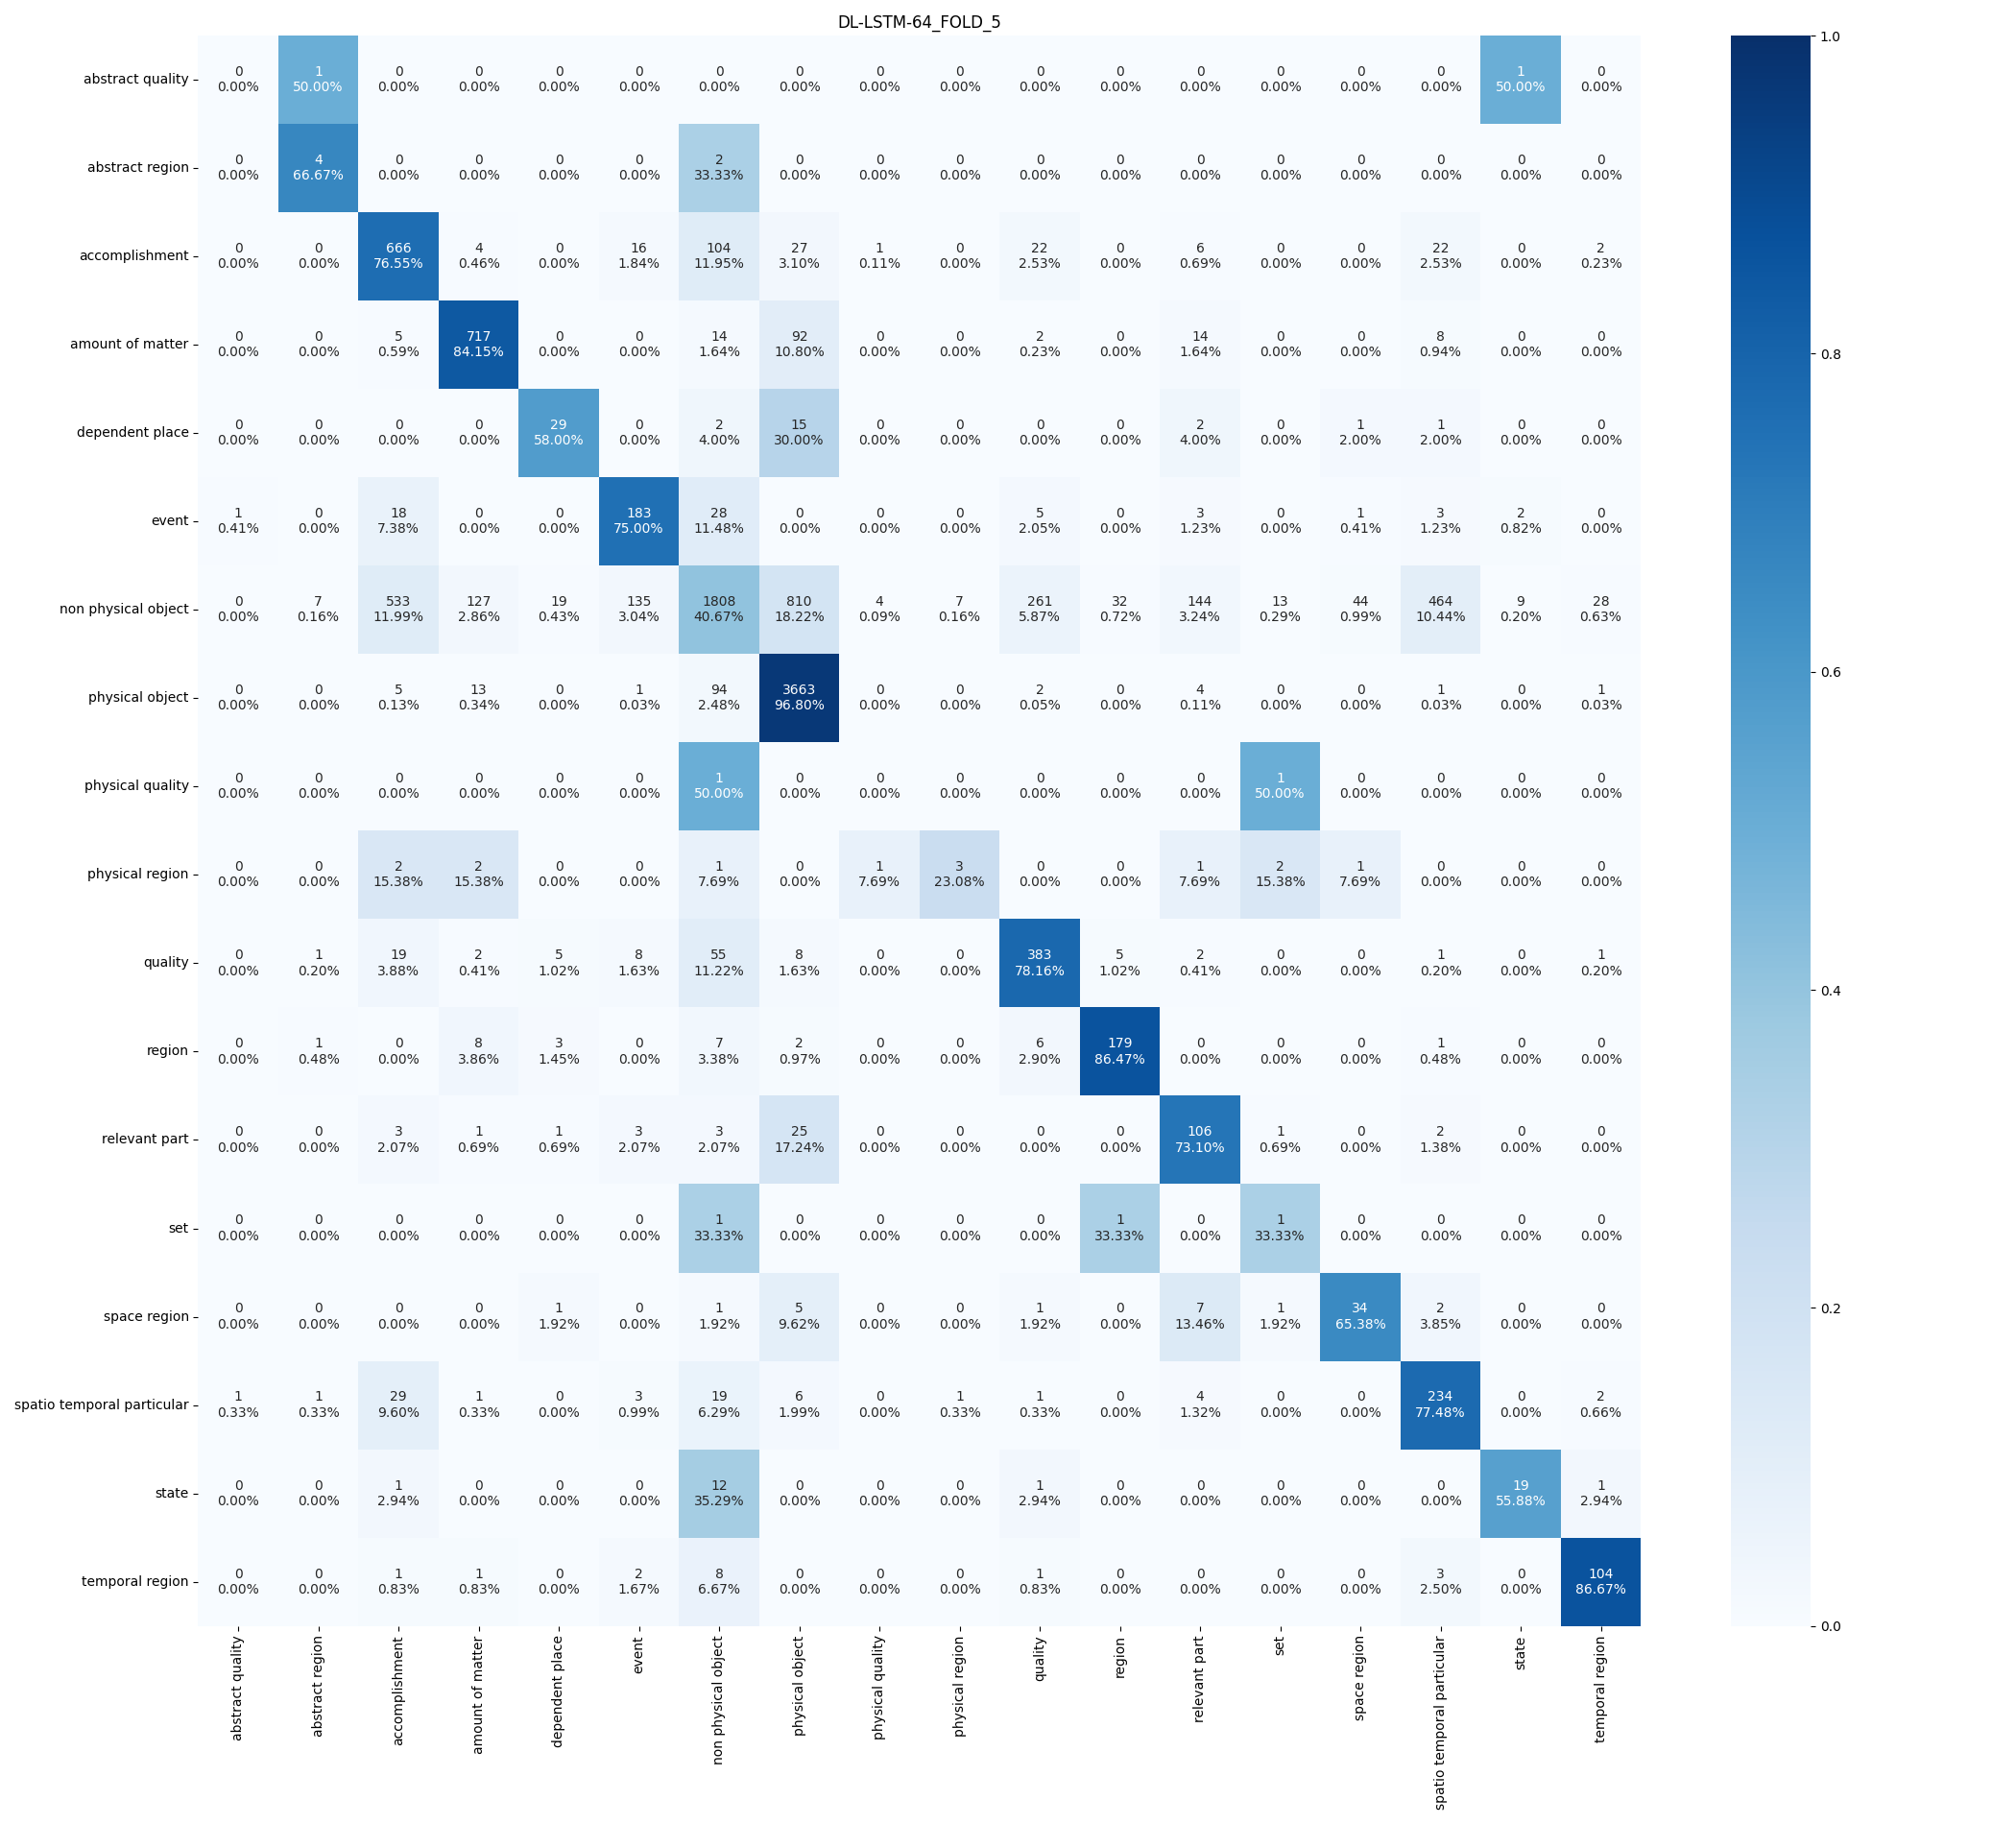 DL-LSTM-64_FOLD_5
abstract quality 0 1 0 0 0 0 0 0 0 0 0 0 0 0 0 0 1 0
0.00% 50.00% 0.00% 0.00% 0.00% 0.00% 0.00% 0.00% 0.00% 0.00% 0.00% 0.00% 0.00% 0.00% 0.00% 0.00% 50.00% 0.00%
abstract region 0 4 0 0 0 0 2 0 0 0 0 0 0 0 0 0 0 0
0.00% 66.67% 0.00% 0.00% 0.00% 0.00% 33.33% 0.00% 0.00% 0.00% 0.00% 0.00% 0.00% 0.00% 0.00% 0.00% 0.00% 0.00%
accomplishment 0 0 666 4 0 16 104 27 1 0 22 0 6 0 0 22 0 2
0.00% 0.00% 76.55% 0.46% 0.00% 1.84% 11.95% 3.10% 0.11% 0.00% 2.53% 0.00% 0.69% 0.00% 0.00% 2.53% 0.00% 0.23%
amount of matter 0 0 5 717 0 0 14 92 0 0 2 0 14 0 0 8 0 0
0.00% 0.00% 0.59% 84.15% 0.00% 0.00% 1.64% 10.80% 0.00% 0.00% 0.23% 0.00% 1.64% 0.00% 0.00% 0.94% 0.00% 0.00%
dependent place 0 0 0 0 29 0 2 15 0 0 0 0 2 0 1 1 0 0
0.00% 0.00% 0.00% 0.00% 58.00% 0.00% 4.00% 30.00% 0.00% 0.00% 0.00% 0.00% 4.00% 0.00% 2.00% 2.00% 0.00% 0.00%
event 1 0 18 0 0 183 28 0 0 0 5 0 3 0 1 3 2 0
0.41% 0.00% 7.38% 0.00% 0.00% 75.00% 11.48% 0.00% 0.00% 0.00% 2.05% 0.00% 1.23% 0.00% 0.41% 1.23% 0.82% 0.00%
non physical object 0 7 533 127 19 135 1808 810 4 7 261 32 144 13 44 464 9 28
0.00% 0.16% 11.99% 2.86% 0.43% 3.04% 40.67% 18.22% 0.09% 0.16% 5.87% 0.72% 3.24% 0.29% 0.99% 10.44% 0.20% 0.63%
physical object 0 0 5 13 0 1 94 3663 0 0 2 0 4 0 0 1 0 1
0.00% 0.00% 0.13% 0.34% 0.00% 0.03% 2.48% 96.80% 0.00% 0.00% 0.05% 0.00% 0.11% 0.00% 0.00% 0.03% 0.00% 0.03%
physical quality 0 0 0 0 0 0 1 0 0 0 0 0 0 1 0 0 0 0
0.00% 0.00% 0.00% 0.00% 0.00% 0.00% 50.00% 0.00% 0.00% 0.00% 0.00% 0.00% 0.00% 50.00% 0.00% 0.00% 0.00% 0.00%
physical region 0 0 2 2 0 0 1 0 1 3 0 0 1 2 1 0 0 0
0.00% 0.00% 15.38% 15.38% 0.00% 0.00% 7.69% 0.00% 7.69% 23.08% 0.00% 0.00% 7.69% 15.38% 7.69% 0.00% 0.00% 0.00%
quality 0 1 19 2 5 8 55 8 0 0 383 5 2 0 0 1 0 1
0.00% 0.20% 3.88% 0.41% 1.02% 1.63% 11.22% 1.63% 0.00% 0.00% 78.16% 1.02% 0.41% 0.00% 0.00% 0.20% 0.00% 0.20%
region 0 1 0 8 3 0 7 2 0 0 6 179 0 0 0 1 0 0
0.00% 0.48% 0.00% 3.86% 1.45% 0.00% 3.38% 0.97% 0.00% 0.00% 2.90% 86.47% 0.00% 0.00% 0.00% 0.48% 0.00% 0.00%
relevant part 0 0 3 1 1 3 3 25 0 0 0 0 106 1 0 2 0 0
0.00% 0.00% 2.07% 0.69% 0.69% 2.07% 2.07% 17.24% 0.00% 0.00% 0.00% 0.00% 73.10% 0.69% 0.00% 1.38% 0.00% 0.00%
set 0 0 0 0 0 0 1 0 0 0 0 1 0 1 0 0 0 0
0.00% 0.00% 0.00% 0.00% 0.00% 0.00% 33.33% 0.00% 0.00% 0.00% 0.00% 33.33% 0.00% 33.33% 0.00% 0.00% 0.00% 0.00%
space region 0 0 0 0 1 0 1 5 0 0 1 0 7 1 34 2 0 0
0.00% 0.00% 0.00% 0.00% 1.92% 0.00% 1.92% 9.62% 0.00% 0.00% 1.92% 0.00% 13.46% 1.92% 65.38% 3.85% 0.00% 0.00%
spatio temporal particular 1 1 29 1 0 3 19 6 0 1 1 0 4 0 0 234 0 2
0.33% 0.33% 9.60% 0.33% 0.00% 0.99% 6.29% 1.99% 0.00% 0.33% 0.33% 0.00% 1.32% 0.00% 0.00% 77.48% 0.00% 0.66%
state 0 0 1 0 0 0 12 0 0 0 1 0 0 0 0 0 19 1
0.00% 0.00% 2.94% 0.00% 0.00% 0.00% 35.29% 0.00% 0.00% 0.00% 2.94% 0.00% 0.00% 0.00% 0.00% 0.00% 55.88% 2.94%
temporal region 0 0 1 1 0 2 8 0 0 0 1 0 0 0 0 3 0 104
0.00% 0.00% 0.83% 0.83% 0.00% 1.67% 6.67% 0.00% 0.00% 0.00% 0.83% 0.00% 0.00% 0.00% 0.00% 2.50% 0.00% 86.67%
abstract quality
abstract region
accomplishment
amount of matter
dependent place
event
non physical object
physical object
physical quality
physical region
quality
region
relevant part
set
space region
spatio temporal particular
state
temporal region
1.0
0.8
0.6
0.4
0.2
0.0